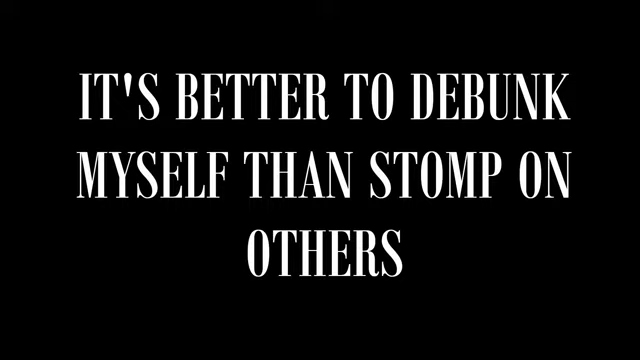 IT'S BETTER TO DEBUNK
MYSELF THAN STOMP ON
OTHERS